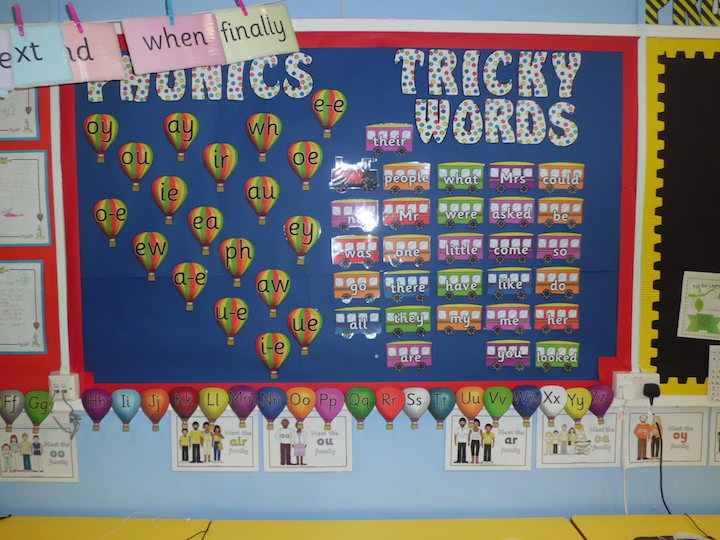 ext
nd
when
finally
PHONICS
TRICKY
WORDS
oy
ay
wh
e-e
ou
ir
oe
ie
au
o-e
ea
ey
ew
ph
a-e
aw
u-e
ue
i-e
their
people what Mrs could
Mr were asked be
was one little come so
go there have like do
all they my me her
are you looked
Ff Gg Hh Ii Jj Kk Ll Mm Nn Oo Pp Qq Rr Ss Tt Uu Vv Ww Xx Yy Zz
Meet the
oo
family
Meet the
air
family
ou
Meet the
ou
family
Meet the
ar
family
Meet the
oa
family
oy
Meet the
oy
family